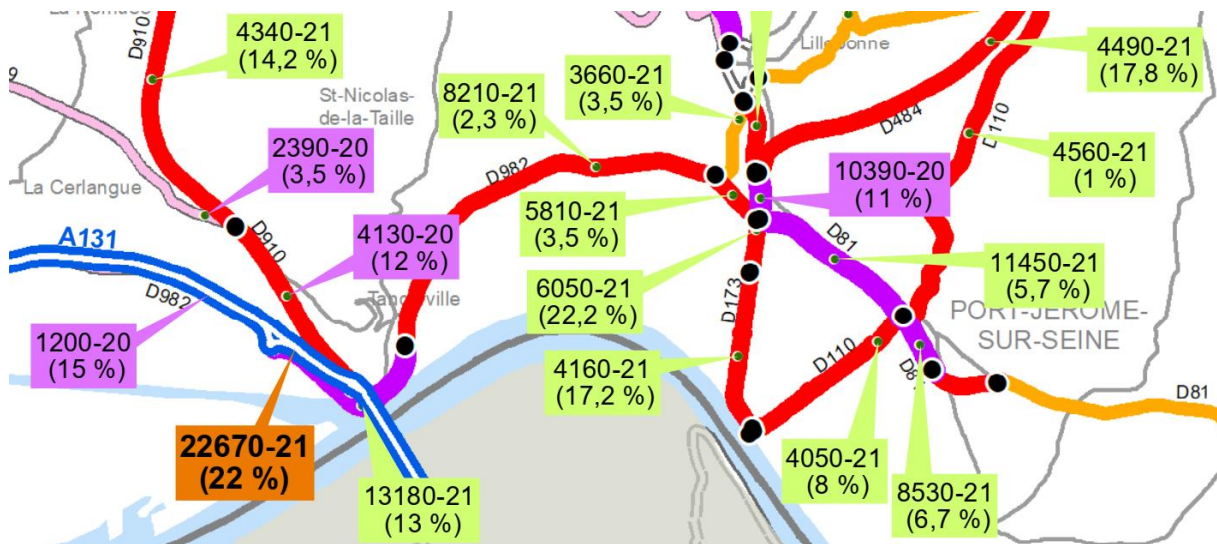 D910
4340-21
(14,2 %)
St-Nicolas-
de-la-Taille
8210-21
(2,3 %)
3660-21
(3,5 %)
Lillebonne
4490-21
(17,8 %)
D484
D110
4560-21
(1 %)
9
2390-20
(3,5 %)
La Cerlangue
D982
10390-20
(11 %)
5810-21
(3,5 %)
D910
4130-20
(12 %)
A131
D982
D81
11450-21
(5,7 %)
6050-21
(22,2 %)
D173
PORT-JEROME-
SUR-SEINE
1200-20
(15 %)
4160-21
(17,2 %)
D110
D8
D81
22670-21
(22 %)
13180-21
(13 %)
4050-21
(8 %)
8530-21
(6,7 %)